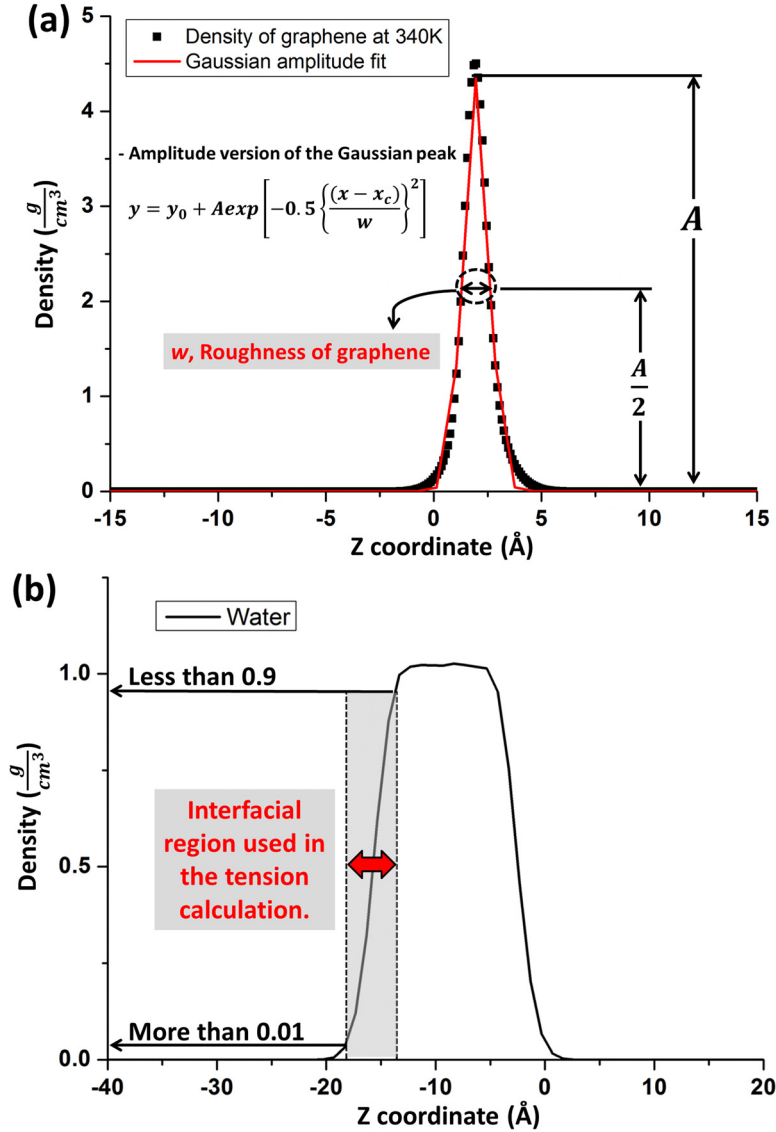 (a)
5
4
3
2
1
0
Density (g/cm³)
Density of graphene at 340K
Gaussian amplitude fit
- Amplitude version of the Gaussian peak
y = y₀ + Aexp[−0.5{(x − x_c)/w}²]
w, Roughness of graphene
A
A/2
-15 -10 -5 0 5 10 15
Z coordinate (Å)
(b)
Water
1.0
0.5
0.0
Density (g/cm³)
Less than 0.9
Interfacial
region used in
the tension
calculation.
More than 0.01
-40 -30 -20 -10 0 10 20
Z coordinate (Å)